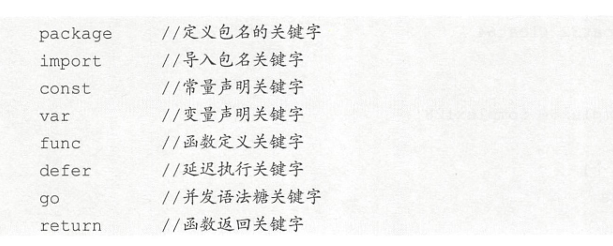 package //定义包名的关键字
import //导入包名关键字
const //常量声明关键字
var //变量声明关键字
func //函数定义关键字
defer //延迟执行关键字
go //并发语法糖关键字
return //函数返回关键字